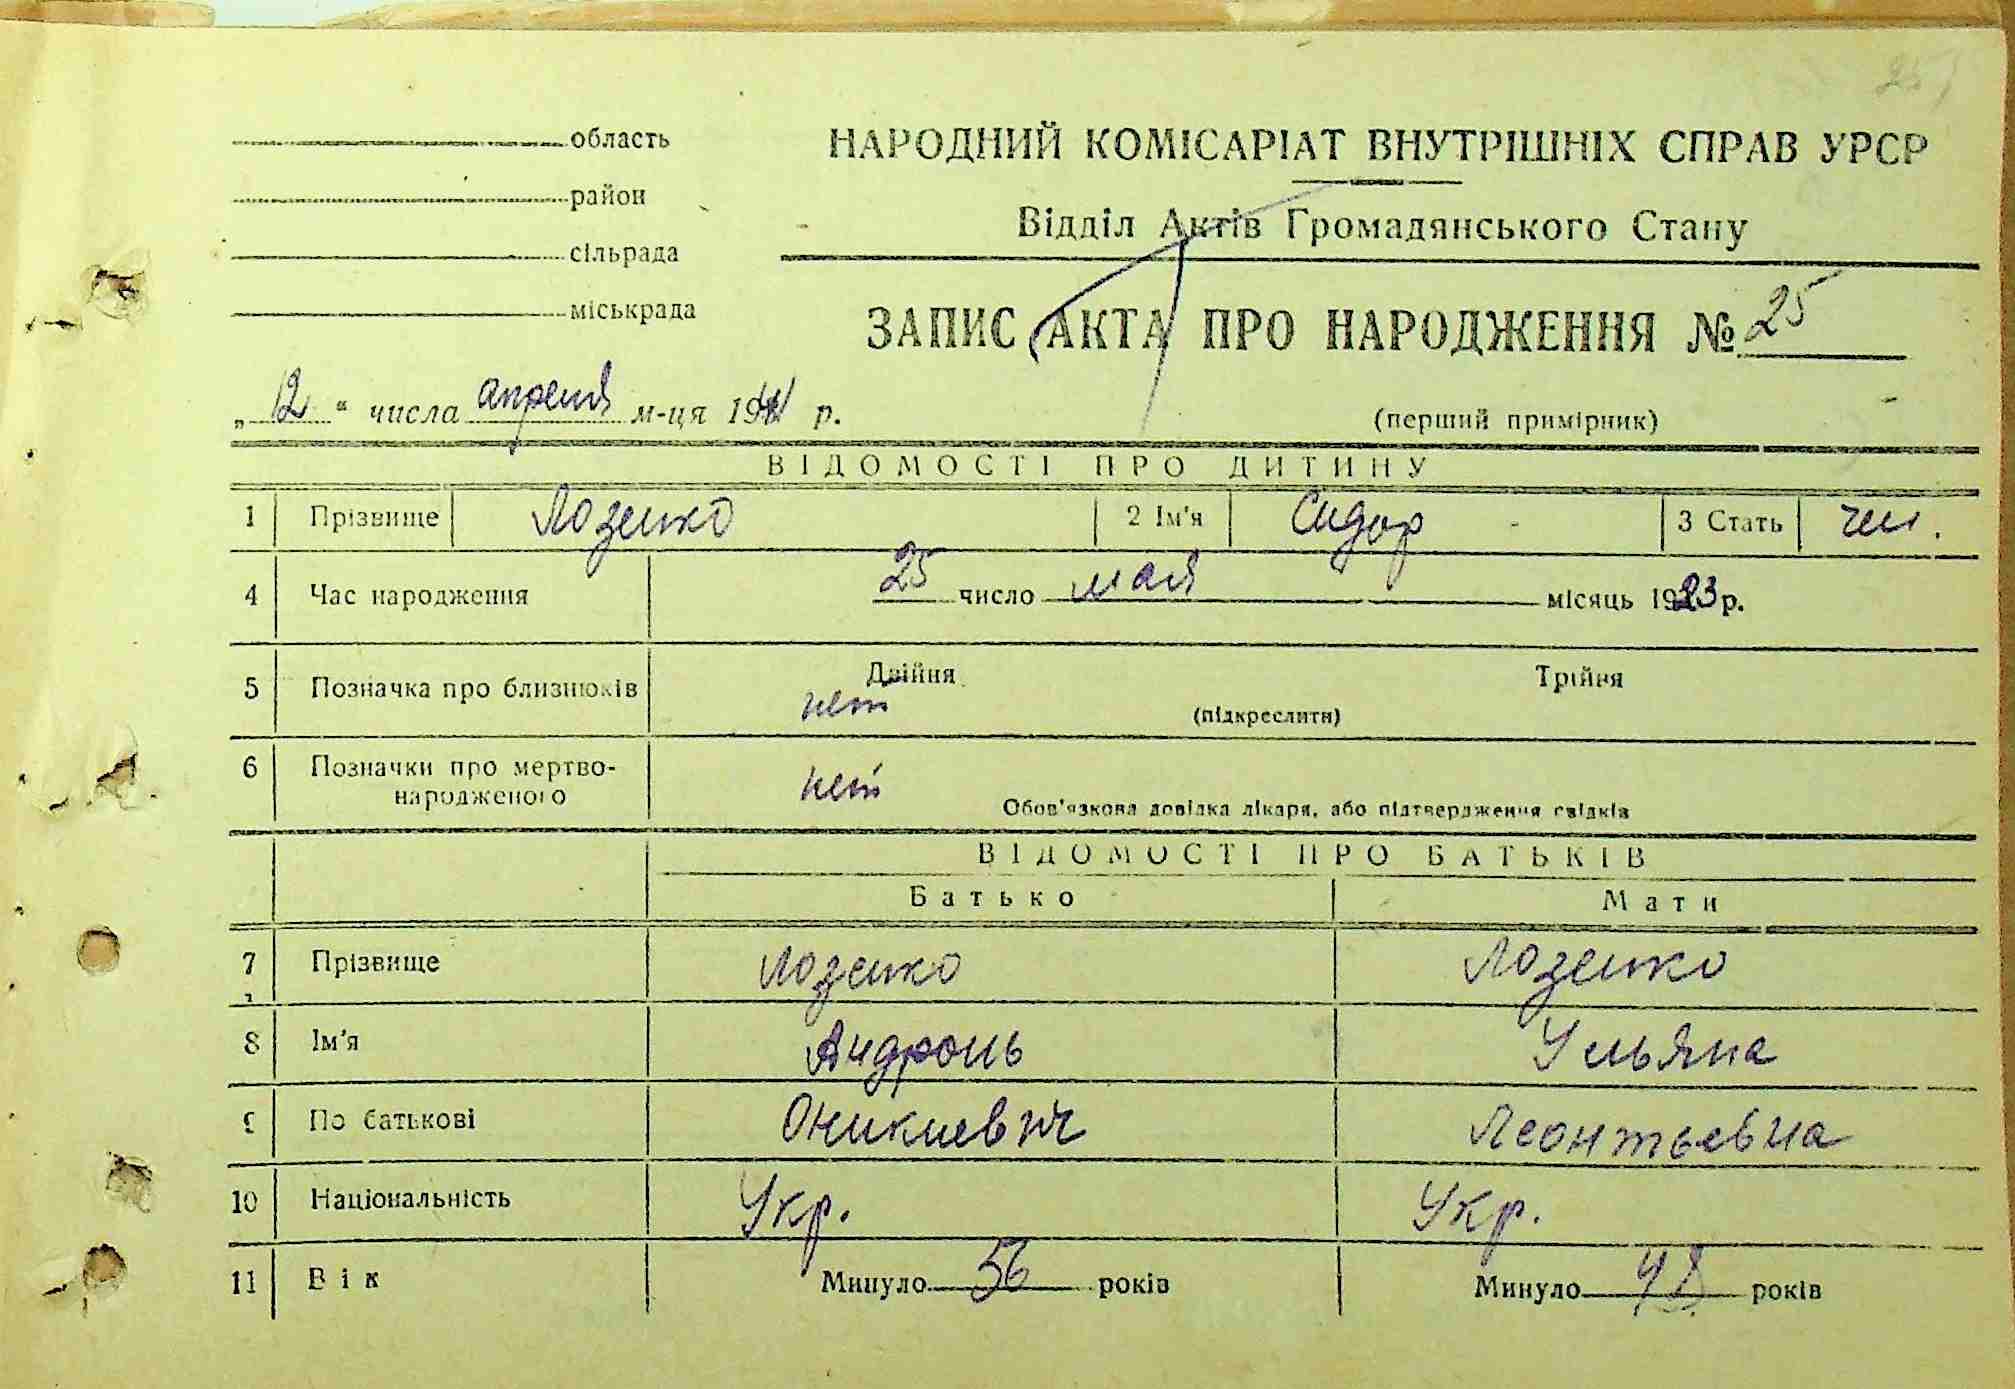 область
район
сільрада
міськрада
НАРОДНИЙ КОМІСАРІАТ ВНУТРІШНІХ СПРАВ УРСР
Відділ Актів Громадянського Стану
ЗАПИС АКТА ПРО НАРОДЖЕННЯ № 25
„ 12 “ числа апреля м-ця 1941 р.
(перший примірник)
ВІДОМОСТІ ПРО ДИТИНУ
1 Прізвище Лозенко 2 Ім'я Сидор 3 Стать чел.
4 Час народження 25 число мая місяць 1923 р.
5 Позначка про близнюків Двійня нет (підкреслити) Трійня
6 Позначки про мертво-
народженого нет Обов'язкова довідка лікаря, або підтвердження свідків
ВІДОМОСТІ ПРО БАТЬКІВ
Батько Мати
7 Прізвище Лозенко Лозенко
8 Ім'я Андронь Ульяна
9 По батькові Оникиевич Леонтьевна
10 Національність Укр. Укр.
11 Вік Минуло 56 років Минуло років